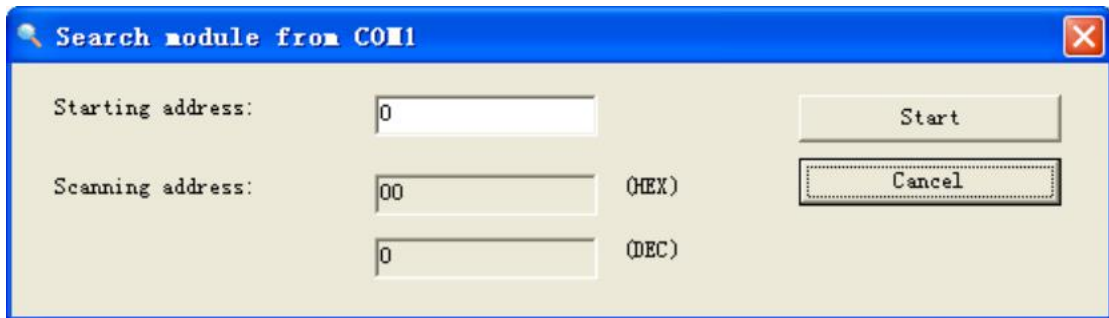 Search module from COM1
Starting address:
0
Start
Scanning address:
00
(HEX)
Cancel
0
(DEC)